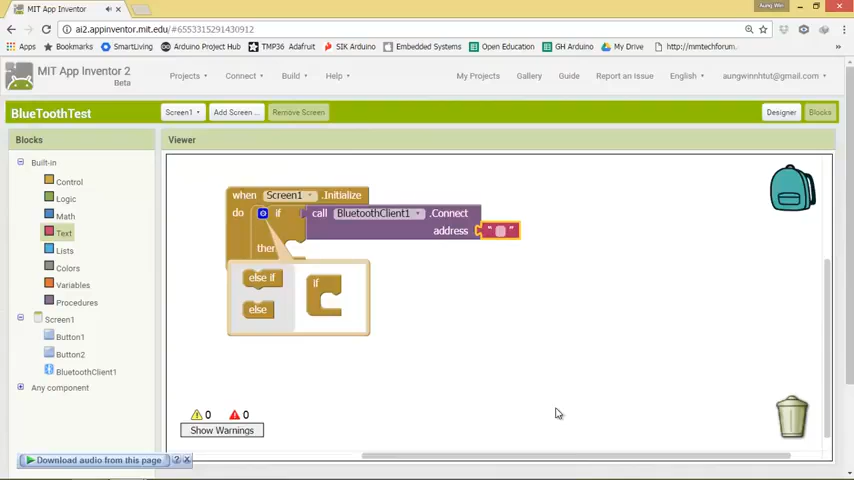 MIT App Inventor 2
Aung Win
ai2.appinventor.mit.edu/#6553315291430912
Apps Bookmarks SmartLiving Arduino Project Hub TMP36 Adafruit SIK Arduino Embedded Systems Open Education GH Arduino My Drive http://mmtechforum.
MIT App Inventor 2
Beta
Projects Connect Build Help My Projects Gallery Guide Report an Issue English aungwinnhtut@gmail.com
BlueToothTest Screen1 Add Screen ... Remove Screen Designer Blocks
Blocks Viewer
Built-in
Control
Logic
Math
Text
Lists
Colors
Variables
Procedures
Screen1
Button1
Button2
BluetoothClient1
Any component
when Screen1 .Initialize
do if call BluetoothClient1 .Connect
address " "
then
else if
else
if
0 0
Show Warnings
Download audio from this page ? X